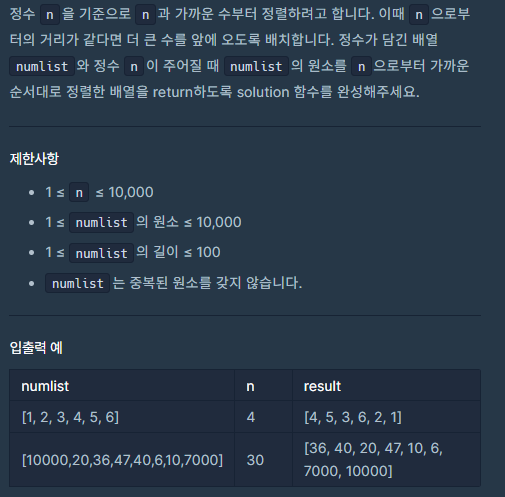 정수 n 을 기준으로 n 과 가까운 수부터 정렬하려고 합니다. 이때 n 으로부
터의 거리가 같다면 더 큰 수를 앞에 오도록 배치합니다. 정수가 담긴 배열
numlist 와 정수 n 이 주어질 때 numlist 의 원소를 n 으로부터 가까운
순서대로 정렬한 배열을 return하도록 solution 함수를 완성해주세요.
제한사항
• 1 ≤ n ≤ 10,000
• 1 ≤ numlist 의 원소 ≤ 10,000
• 1 ≤ numlist 의 길이 ≤ 100
• numlist 는 중복된 원소를 갖지 않습니다.
입출력 예
numlist n result
[1, 2, 3, 4, 5, 6] 4 [4, 5, 3, 6, 2, 1]
[10000,20,36,47,40,6,10,7000] 30 [36, 40, 20, 47, 10, 6,
7000, 10000]